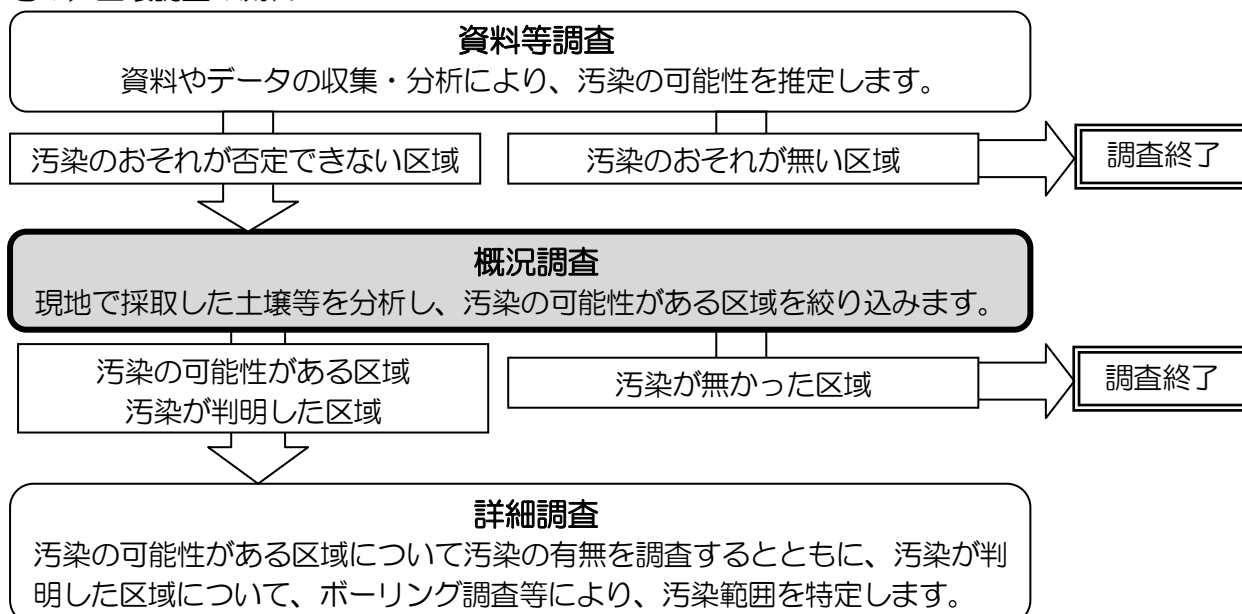 資料等調査
資料やデータの収集・分析により、汚染の可能性を推定します。
汚染のおそれが否定できない区域
汚染のおそれが無い区域
調査終了
概況調査
現地で採取した土壌等を分析し、汚染の可能性がある区域を絞り込みます。
汚染の可能性がある区域
汚染が判明した区域
汚染が無かった区域
調査終了
詳細調査
汚染の可能性がある区域について汚染の有無を調査するとともに、汚染が判
明した区域について、ボーリング調査等により、汚染範囲を特定します。